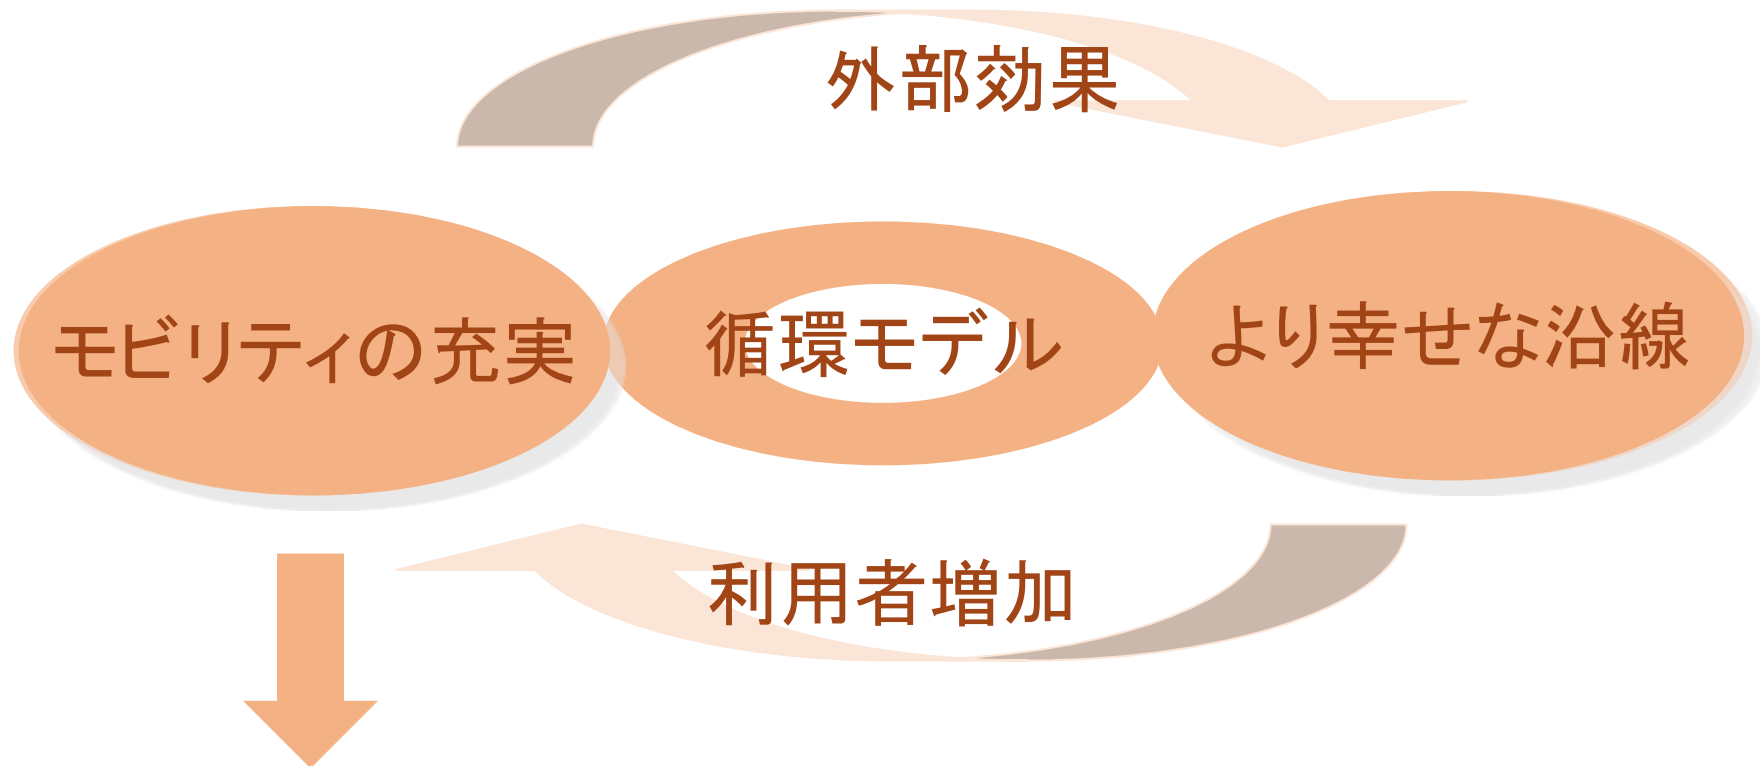 外部効果
モビリティの充実
循環モデル
より幸せな沿線
利用者増加